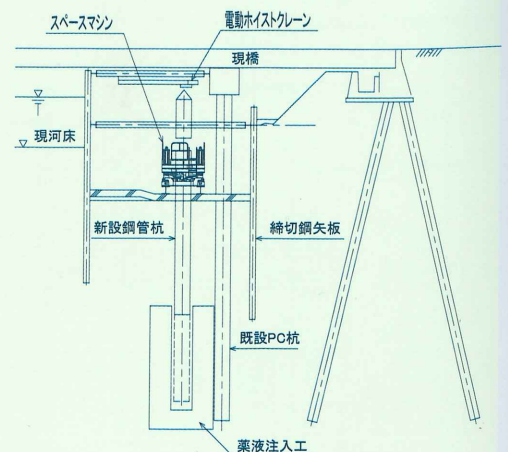 スペースマシン
電動ホイストクレーン
現橋
現河床
新設鋼管杭
締切鋼矢板
既設PC杭
薬液注入工